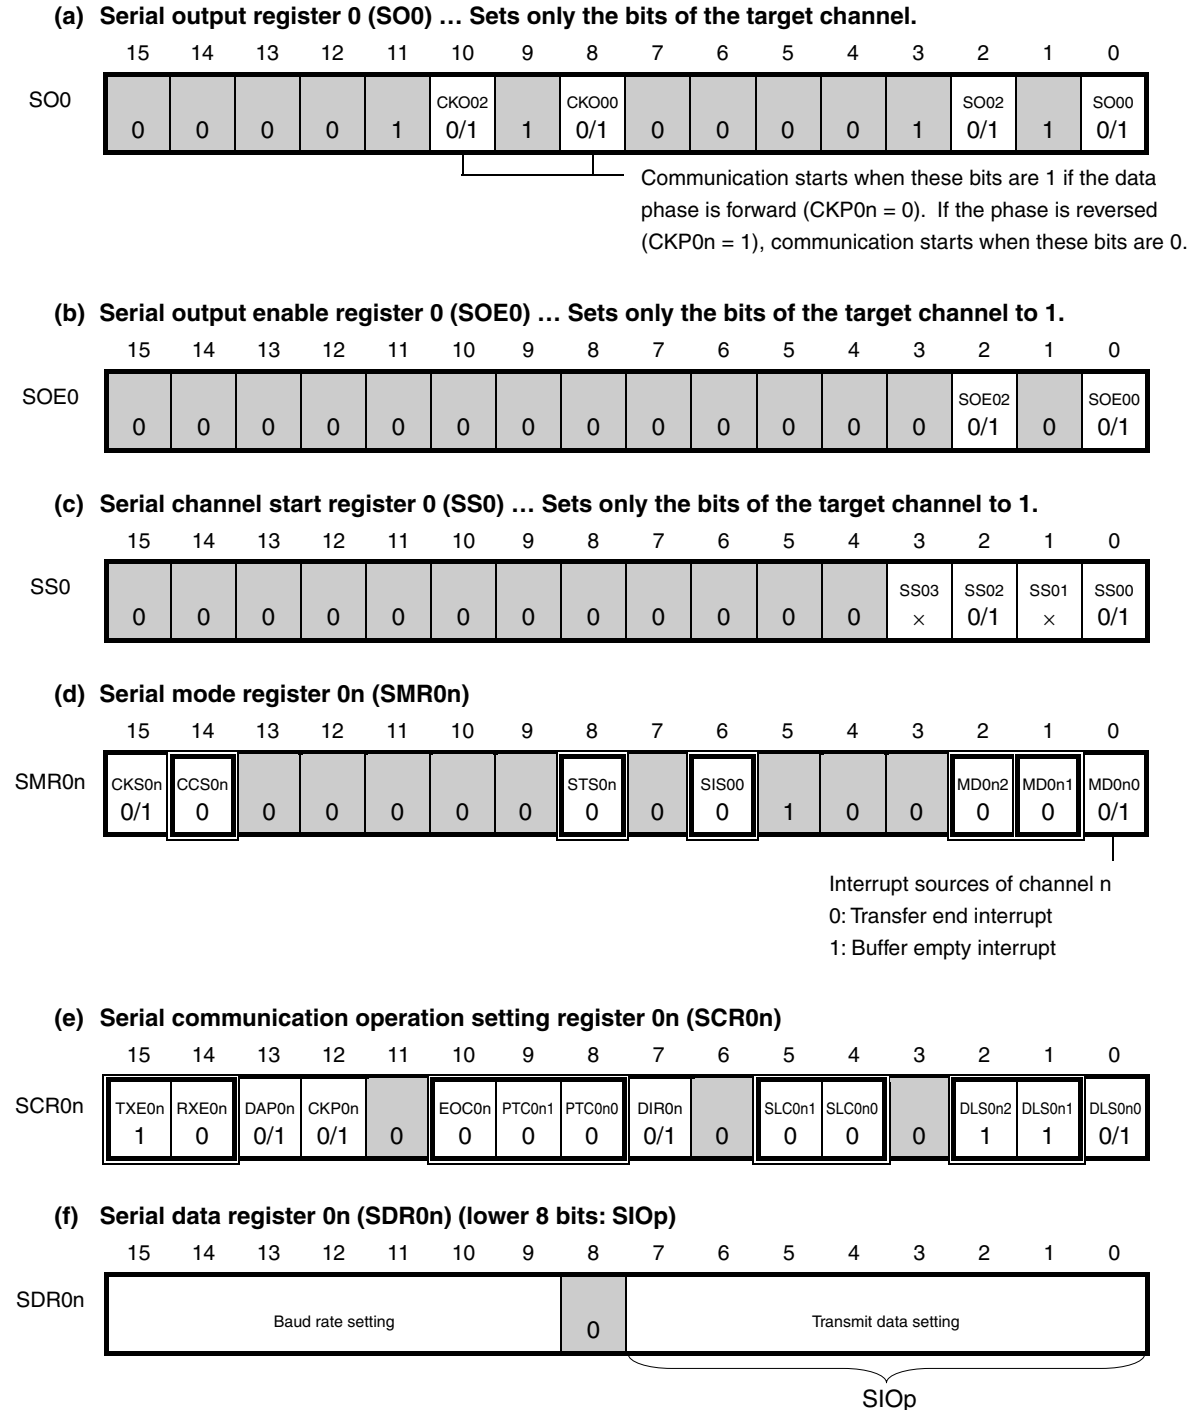 (a) Serial output register 0 (SO0) … Sets only the bits of the target channel.
15 14 13 12 11 10 9 8 7 6 5 4 3 2 1 0
SO0
CKO02 CKO00 SO02 SO00
0 0 0 0 1 0/1 1 0/1 0 0 0 0 1 0/1 1 0/1
Communication starts when these bits are 1 if the data
phase is forward (CKP0n = 0). If the phase is reversed
(CKP0n = 1), communication starts when these bits are 0.
(b) Serial output enable register 0 (SOE0) … Sets only the bits of the target channel to 1.
15 14 13 12 11 10 9 8 7 6 5 4 3 2 1 0
SOE0
SOE02 SOE00
0 0 0 0 0 0 0 0 0 0 0 0 0 0/1 0 0/1
(c) Serial channel start register 0 (SS0) … Sets only the bits of the target channel to 1.
15 14 13 12 11 10 9 8 7 6 5 4 3 2 1 0
SS0
SS03 SS02 SS01 SS00
0 0 0 0 0 0 0 0 0 0 0 0 × 0/1 × 0/1
(d) Serial mode register 0n (SMR0n)
15 14 13 12 11 10 9 8 7 6 5 4 3 2 1 0
SMR0n
CKS0n CCS0n STS0n SIS00 MD0n2 MD0n1 MD0n0
0/1 0 0 0 0 0 0 0 0 0 1 0 0 0 0 0/1
Interrupt sources of channel n
0: Transfer end interrupt
1: Buffer empty interrupt
(e) Serial communication operation setting register 0n (SCR0n)
15 14 13 12 11 10 9 8 7 6 5 4 3 2 1 0
SCR0n
TXE0n RXE0n DAP0n CKP0n EOC0n PTC0n1 PTC0n0 DIR0n SLC0n1 SLC0n0 DLS0n2 DLS0n1 DLS0n0
1 0 0/1 0/1 0 0 0 0 0/1 0 0 0 0 1 1 0/1
(f) Serial data register 0n (SDR0n) (lower 8 bits: SIOp)
15 14 13 12 11 10 9 8 7 6 5 4 3 2 1 0
SDR0n
Baud rate setting 0 Transmit data setting
SIOp